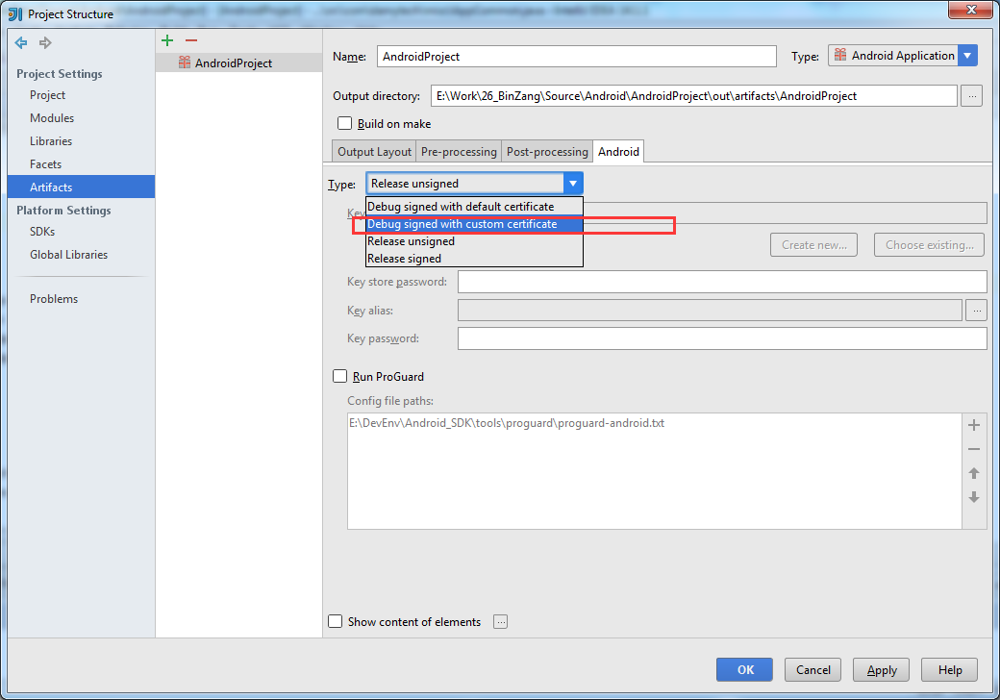 Project Structure
Project Settings
Project
Modules
Libraries
Facets
Artifacts
Platform Settings
SDKs
Global Libraries
Problems
AndroidProject
Name: AndroidProject Type: Android Application
Output directory: E:\Work\26_BinZang\Source\Android\AndroidProject\out\artifacts\AndroidProject ...
Build on make
Output Layout Pre-processing Post-processing Android
Type: Release unsigned
Debug signed with default certificate
Debug signed with custom certificate
Release unsigned
Release signed
Create new... Choose existing...
Key store password:
Key alias: ...
Key password:
Run ProGuard
Config file paths:
E:\DevEnv\Android_SDK\tools\proguard\proguard-android.txt
Show content of elements ...
OK Cancel Apply Help